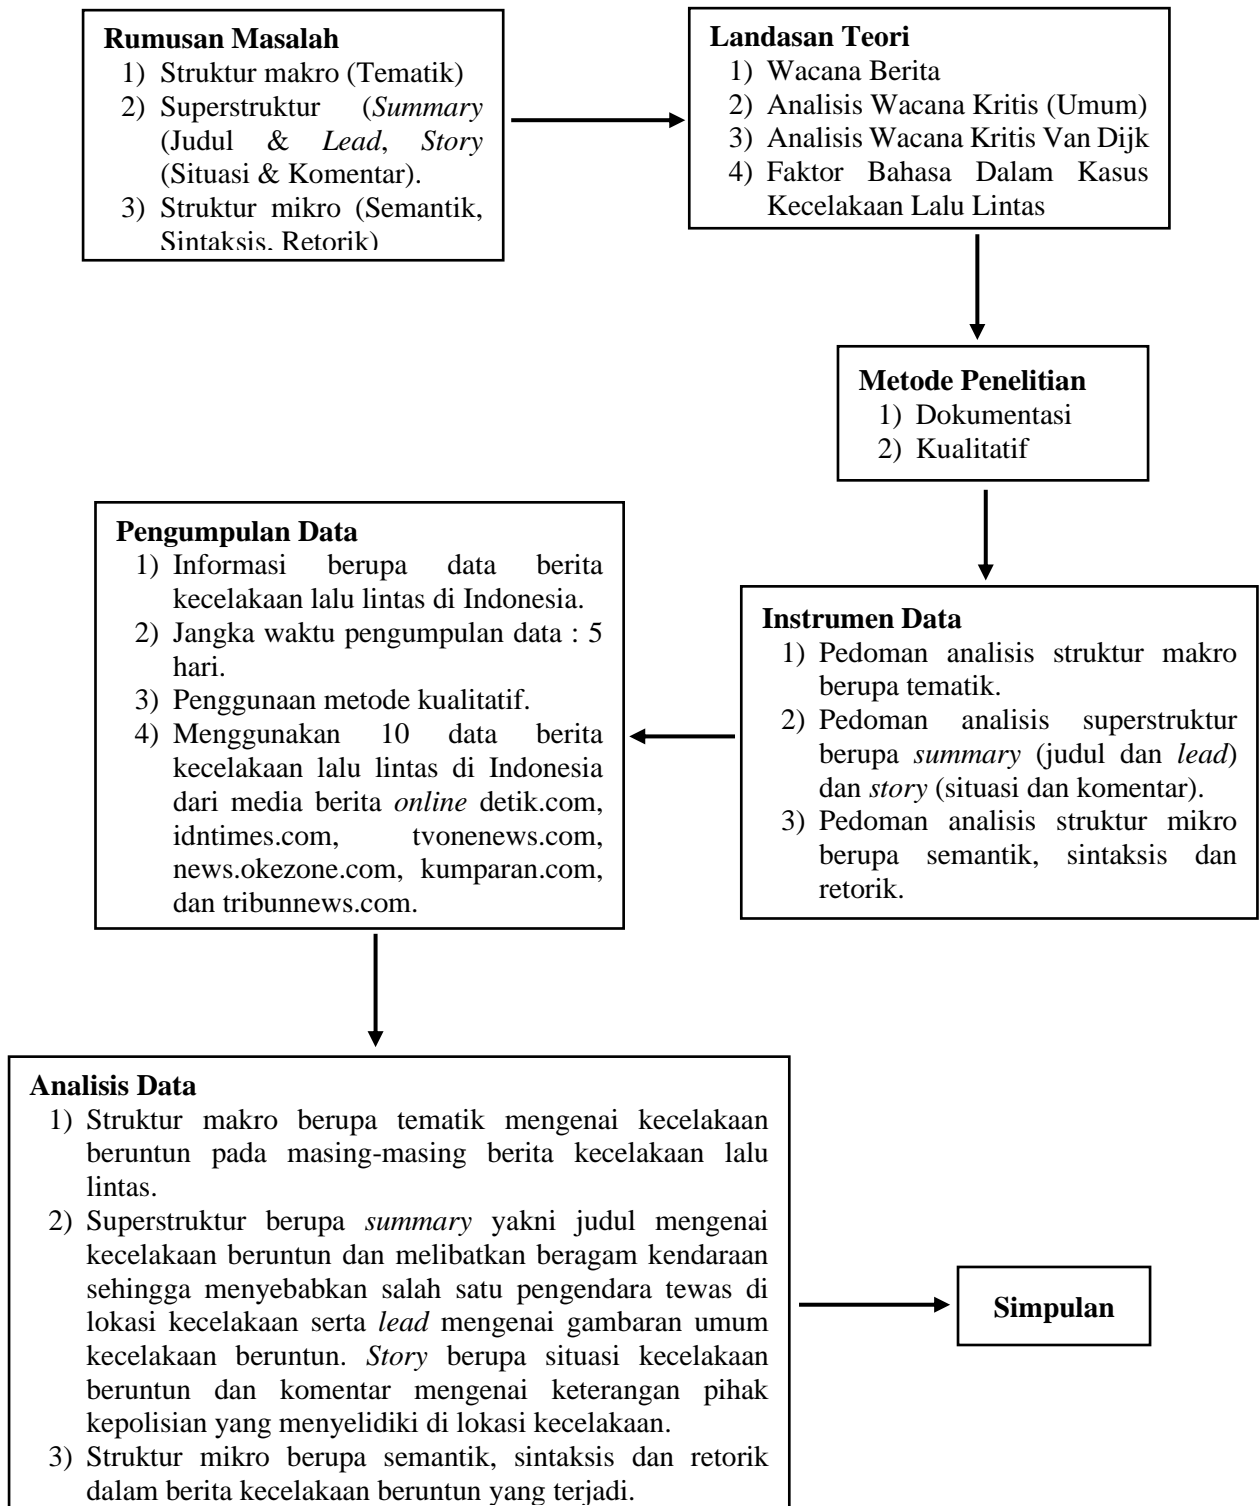 Rumusan Masalah
1) Struktur makro (Tematik)
2) Superstruktur (Summary
(Judul & Lead, Story
(Situasi & Komentar).
3) Struktur mikro (Semantik,
Sintaksis, Retorik)
Landasan Teori
1) Wacana Berita
2) Analisis Wacana Kritis (Umum)
3) Analisis Wacana Kritis Van Dijk
4) Faktor Bahasa Dalam Kasus
Kecelakaan Lalu Lintas
Metode Penelitian
1) Dokumentasi
2) Kualitatif
Instrumen Data
1) Pedoman analisis struktur makro
berupa tematik.
2) Pedoman analisis superstruktur
berupa summary (judul dan lead)
dan story (situasi dan komentar).
3) Pedoman analisis struktur mikro
berupa semantik, sintaksis dan
retorik.
Pengumpulan Data
1) Informasi berupa data berita
kecelakaan lalu lintas di Indonesia.
2) Jangka waktu pengumpulan data : 5
hari.
3) Penggunaan metode kualitatif.
4) Menggunakan 10 data berita
kecelakaan lalu lintas di Indonesia
dari media berita online detik.com,
idntimes.com, tvonenews.com,
news.okezone.com, kumparan.com,
dan tribunnews.com.
Analisis Data
1) Struktur makro berupa tematik mengenai kecelakaan
beruntun pada masing-masing berita kecelakaan lalu
lintas.
2) Superstruktur berupa summary yakni judul mengenai
kecelakaan beruntun dan melibatkan beragam kendaraan
sehingga menyebabkan salah satu pengendara tewas di
lokasi kecelakaan serta lead mengenai gambaran umum
kecelakaan beruntun. Story berupa situasi kecelakaan
beruntun dan komentar mengenai keterangan pihak
kepolisian yang menyelidiki di lokasi kecelakaan.
3) Struktur mikro berupa semantik, sintaksis dan retorik
dalam berita kecelakaan beruntun yang terjadi.
Simpulan